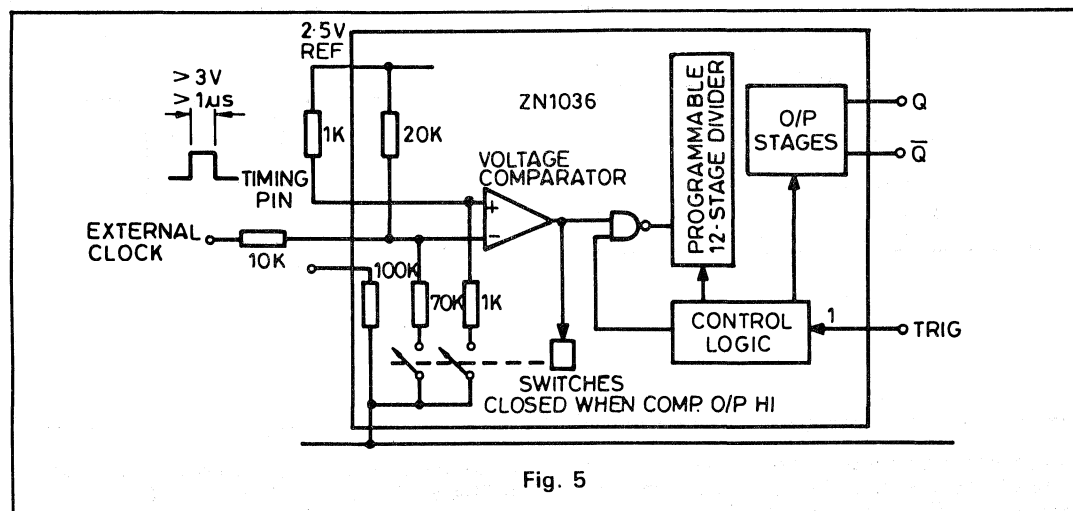 2·5V
REF
> 3V
> 1µs
1K
20K
ZN1036
TIMING
PIN
VOLTAGE
COMPARATOR
+
−
EXTERNAL
CLOCK
10K
100K
70K
1K
PROGRAMMABLE
12-STAGE DIVIDER
O/P
STAGES
Q
Q̅
CONTROL
LOGIC
1
TRIG
SWITCHES
CLOSED WHEN COMP. O/P HI
Fig. 5